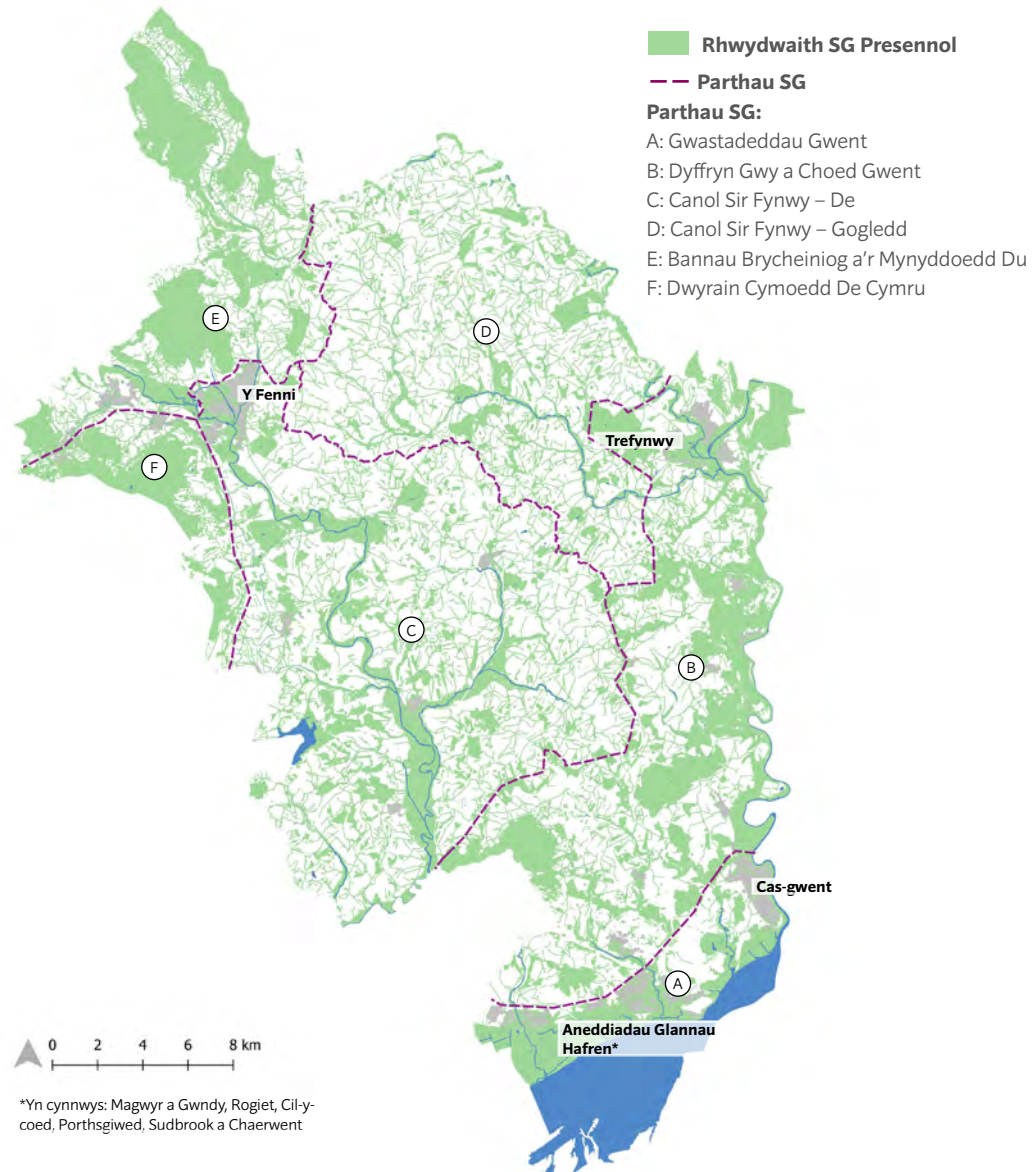 Rhwydwaith SG Presennol
Parthau SG
Parthau SG:
A: Gwastadeddau Gwent
B: Dyffryn Gwy a Choed Gwent
C: Canol Sir Fynwy – De
D: Canol Sir Fynwy – Gogledd
E: Bannau Brycheiniog a'r Mynyddoedd Du
F: Dwyrain Cymoedd De Cymru
E
D
Y Fenni
Trefynwy
F
C
B
Cas-gwent
A
Aneddiadau Glannau
Hafren*
0 2 4 6 8 km
*Yn cynnwys: Magwyr a Gwndy, Rogiet, Cil-y-
coed, Porthsgiwed, Sudbrook a Chaerwent